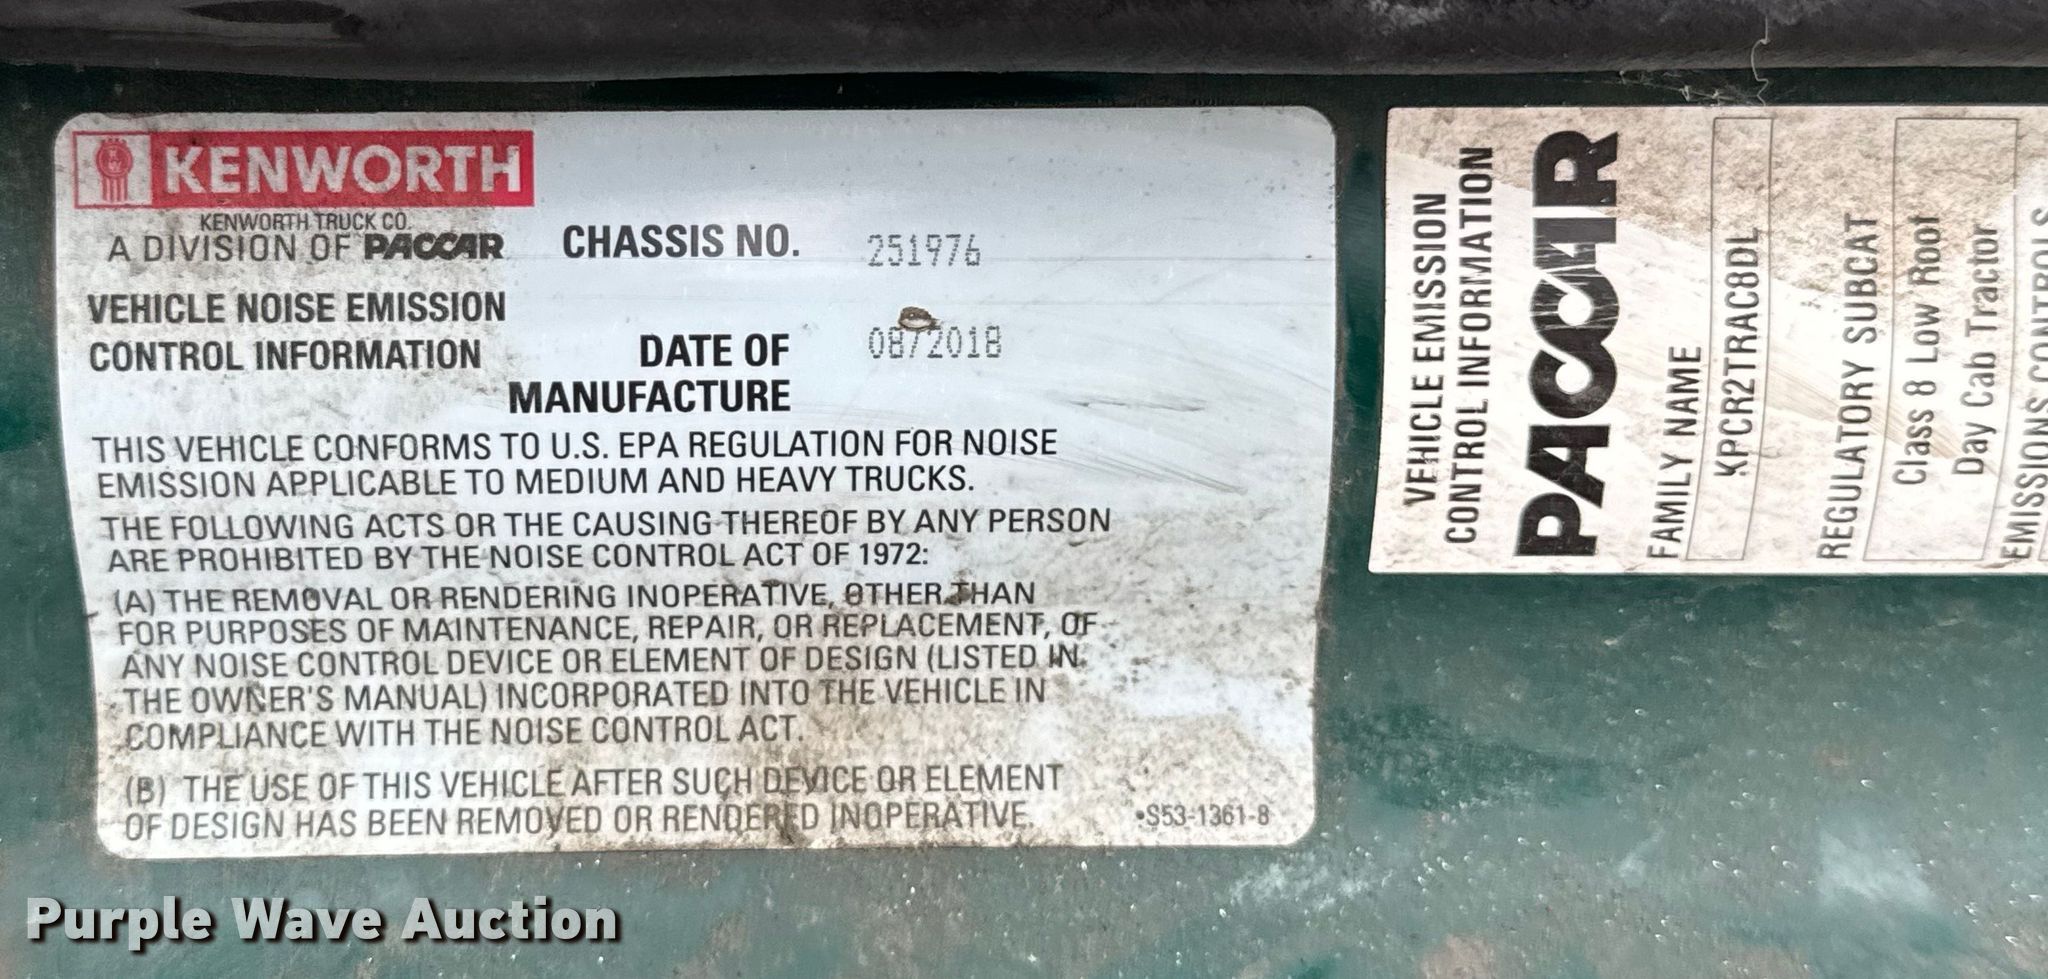 KENWORTH
KENWORTH TRUCK CO.
A DIVISION OF PACCAR
CHASSIS NO. 251976
VEHICLE NOISE EMISSION
CONTROL INFORMATION
DATE OF 08/2018
MANUFACTURE
THIS VEHICLE CONFORMS TO U.S. EPA REGULATION FOR NOISE
EMISSION APPLICABLE TO MEDIUM AND HEAVY TRUCKS.
THE FOLLOWING ACTS OR THE CAUSING THEREOF BY ANY PERSON
ARE PROHIBITED BY THE NOISE CONTROL ACT OF 1972:
(A) THE REMOVAL OR RENDERING INOPERATIVE, OTHER THAN
FOR PURPOSES OF MAINTENANCE, REPAIR, OR REPLACEMENT, OF
ANY NOISE CONTROL DEVICE OR ELEMENT OF DESIGN (LISTED IN
THE OWNER'S MANUAL) INCORPORATED INTO THE VEHICLE IN
COMPLIANCE WITH THE NOISE CONTROL ACT.
(B) THE USE OF THIS VEHICLE AFTER SUCH DEVICE OR ELEMENT
OF DESIGN HAS BEEN REMOVED OR RENDERED INOPERATIVE.
•S53-1361-8
VEHICLE EMISSION
CONTROL INFORMATION
PACCAR
FAMILY NAME
KPCR2TRAC8DL
REGULATORY SUBCAT
Class 8 Low Roof
Day Cab Tractor
EMISSIONS CONTROLS
Purple Wave Auction